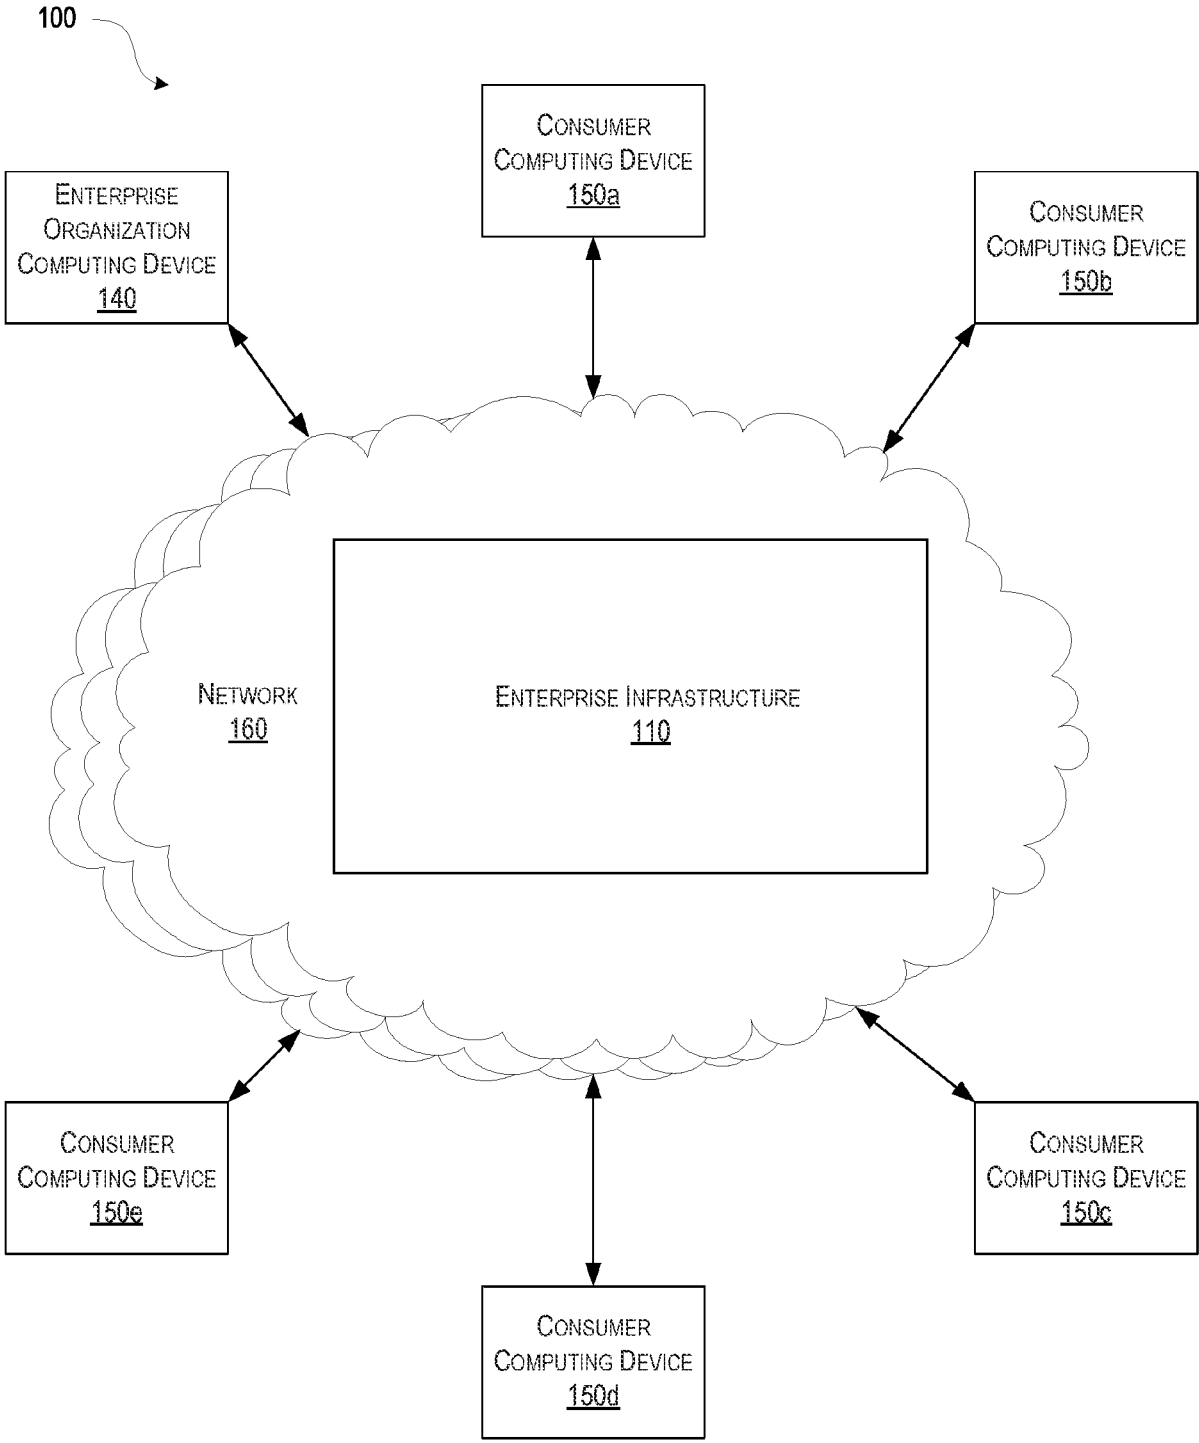 100
CONSUMER
COMPUTING DEVICE
150a
ENTERPRISE
ORGANIZATION
COMPUTING DEVICE
140
CONSUMER
COMPUTING DEVICE
150b
NETWORK
160
ENTERPRISE INFRASTRUCTURE
110
CONSUMER
COMPUTING DEVICE
150e
CONSUMER
COMPUTING DEVICE
150c
CONSUMER
COMPUTING DEVICE
150d